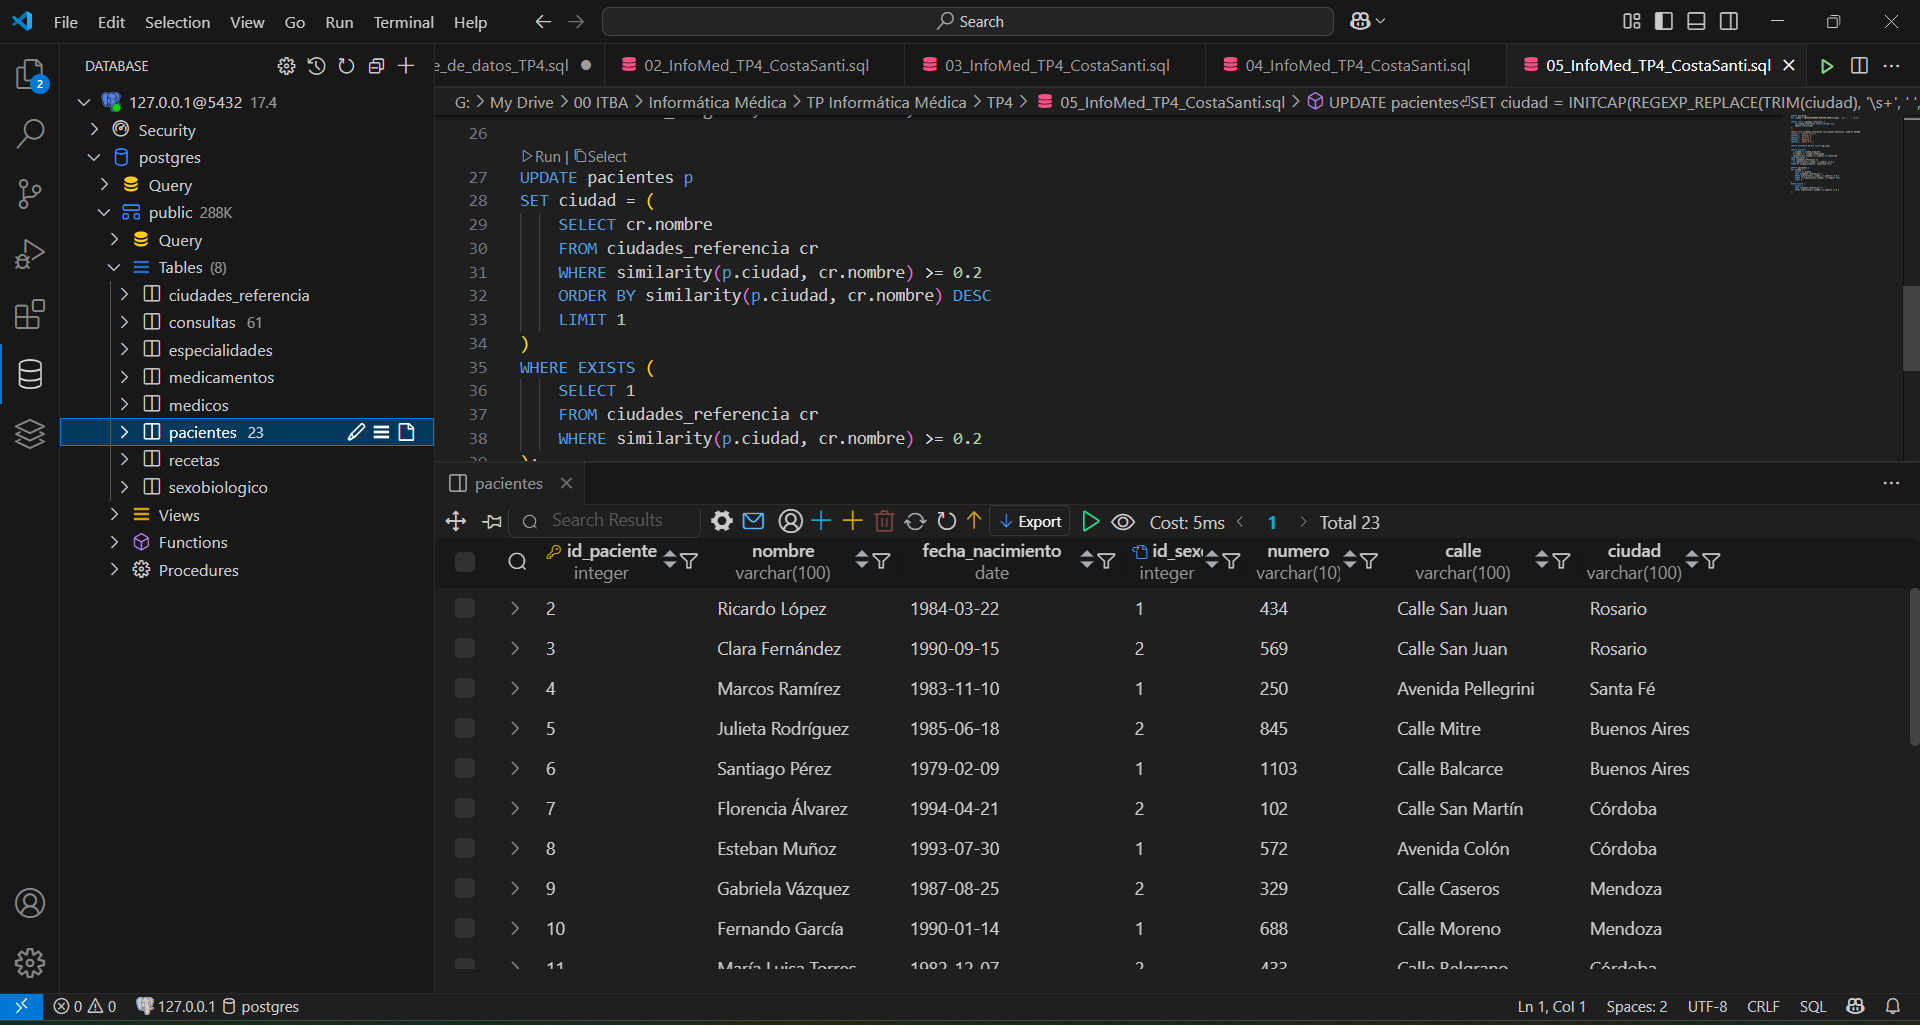 File Edit Selection View Go Run Terminal Help
Search
DATABASE
127.0.0.1@5432 17.4
Security
postgres
Query
public 288K
Query
Tables (8)
ciudades_referencia
consultas 61
especialidades
medicamentos
medicos
pacientes 23
recetas
sexobiologico
Views
Functions
Procedures
2
e_de_datos_TP4.sql
02_InfoMed_TP4_CostaSanti.sql
03_InfoMed_TP4_CostaSanti.sql
04_InfoMed_TP4_CostaSanti.sql
05_InfoMed_TP4_CostaSanti.sql
G: > My Drive > 00 ITBA > Informática Médica > TP Informática Médica > TP4 > 05_InfoMed_TP4_CostaSanti.sql > UPDATE pacientes⏎SET ciudad = INITCAP(REGEXP_REPLACE(TRIM(ciudad), '\s+', ' ',
26
Run | Select
27 UPDATE pacientes p
28 SET ciudad = (
29 SELECT cr.nombre
30 FROM ciudades_referencia cr
31 WHERE similarity(p.ciudad, cr.nombre) >= 0.2
32 ORDER BY similarity(p.ciudad, cr.nombre) DESC
33 LIMIT 1
34 )
35 WHERE EXISTS (
36 SELECT 1
37 FROM ciudades_referencia cr
38 WHERE similarity(p.ciudad, cr.nombre) >= 0.2
39 );
pacientes
Search Results
Export
Cost: 5ms < 1 > Total 23
id_paciente nombre fecha_nacimiento id_sex numero calle ciudad
integer varchar(100) date integer varchar(10) varchar(100) varchar(100)
2 Ricardo López 1984-03-22 1 434 Calle San Juan Rosario
3 Clara Fernández 1990-09-15 2 569 Calle San Juan Rosario
4 Marcos Ramírez 1983-11-10 1 250 Avenida Pellegrini Santa Fé
5 Julieta Rodríguez 1985-06-18 2 845 Calle Mitre Buenos Aires
6 Santiago Pérez 1979-02-09 1 1103 Calle Balcarce Buenos Aires
7 Florencia Álvarez 1994-04-21 2 102 Calle San Martín Córdoba
8 Esteban Muñoz 1993-07-30 1 572 Avenida Colón Córdoba
9 Gabriela Vázquez 1987-08-25 2 329 Calle Caseros Mendoza
10 Fernando García 1990-01-14 1 688 Calle Moreno Mendoza
11 María Luisa Torres 1982-12-07 2 433 Calle Belgrano Córdoba
0 0 127.0.0.1 postgres
Ln 1, Col 1 Spaces: 2 UTF-8 CRLF SQL